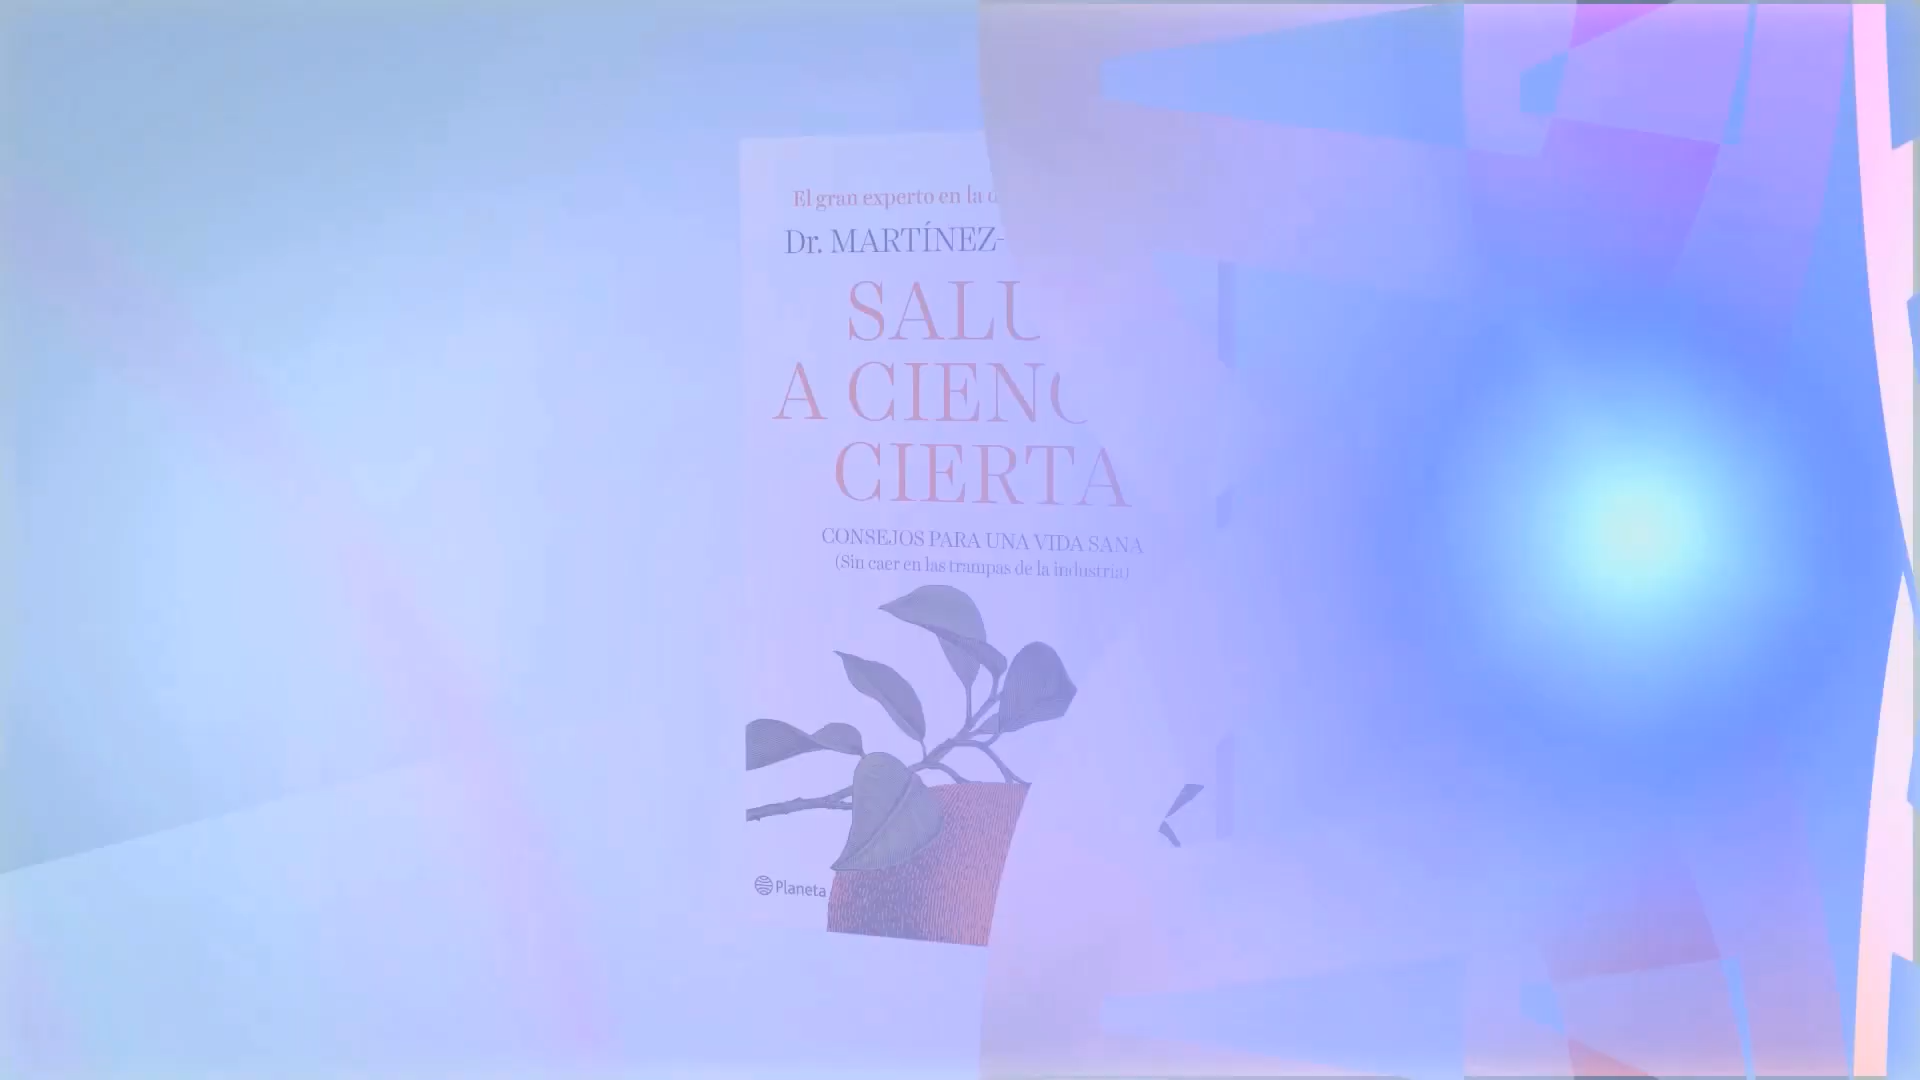 El gran experto en la
Dr. MARTÍNEZ-
SALU
A CIENC
CIERTA
CONSEJOS PARA UNA VIDA SANA
(Sin caer en las trampas de la industria)
Planeta